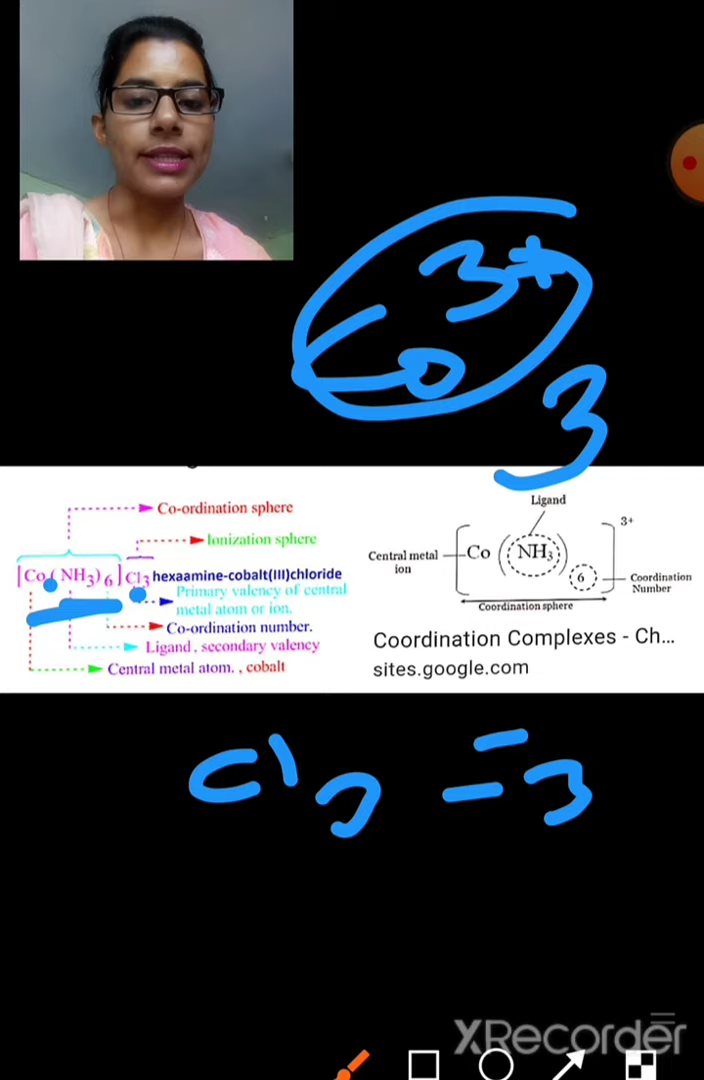 3+
Co
3
Co-ordination sphere
Ionization sphere
[Co(NH3)6]Cl3 hexaamine-cobalt(III)chloride
Primary valency of central
metal atom or ion.
Co-ordination number.
Ligand, secondary valency
Central metal atom. , cobalt
Ligand
3+
Central metal
ion
Co (NH3)
6
Coordination
Number
Coordination sphere
Coordination Complexes - Ch...
sites.google.com
Cl3 = 3
XRecorder